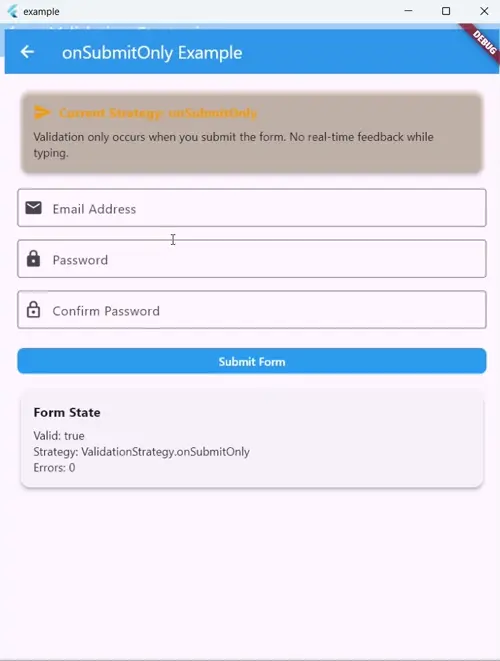 example
DEBUG
onSubmitOnly Example
Current Strategy: onSubmitOnly
Validation only occurs when you submit the form. No real-time feedback while
typing.
Email Address
Password
Confirm Password
Submit Form
Form State
Valid: true
Strategy: ValidationStrategy.onSubmitOnly
Errors: 0